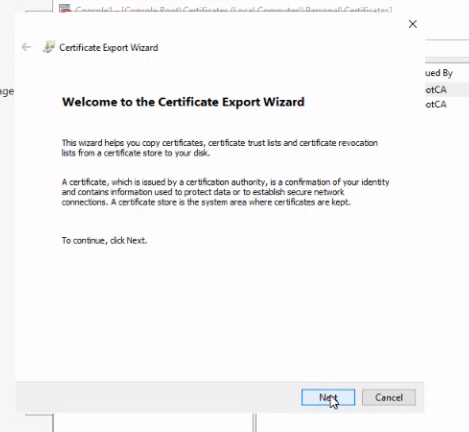 Console1 - [Console Root\Certificates (Local Computer)\Personal\Certificates]
Certificate Export Wizard
ued By
otCA
age
otCA
Welcome to the Certificate Export Wizard
This wizard helps you copy certificates, certificate trust lists and certificate revocation
lists from a certificate store to your disk.
A certificate, which is issued by a certification authority, is a confirmation of your identity
and contains information used to protect data or to establish secure network
connections. A certificate store is the system area where certificates are kept.
To continue, click Next.
Next
Cancel